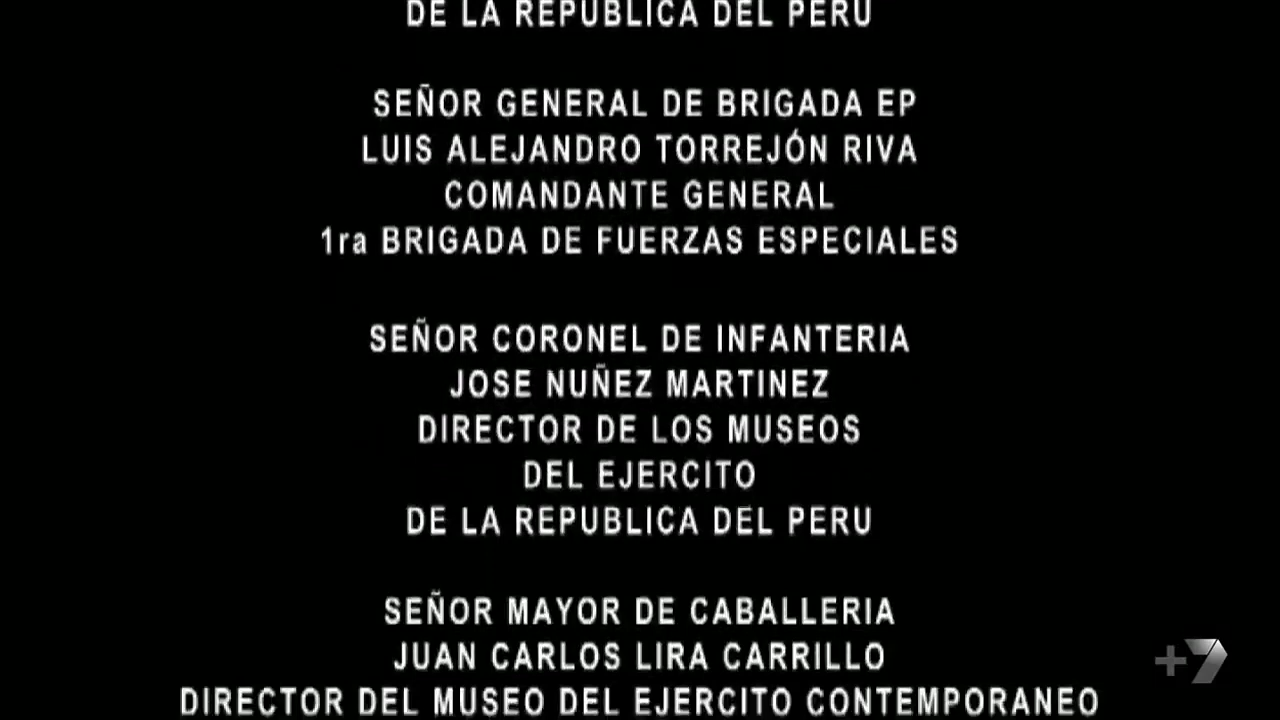 DE LA REPUBLICA DEL PERU
SEÑOR GENERAL DE BRIGADA EP
LUIS ALEJANDRO TORREJÓN RIVA
COMANDANTE GENERAL
1ra BRIGADA DE FUERZAS ESPECIALES
SEÑOR CORONEL DE INFANTERIA
JOSE NUÑEZ MARTINEZ
DIRECTOR DE LOS MUSEOS
DEL EJERCITO
DE LA REPUBLICA DEL PERU
SEÑOR MAYOR DE CABALLERIA
JUAN CARLOS LIRA CARRILLO
DIRECTOR DEL MUSEO DEL EJERCITO CONTEMPORANEO
+7